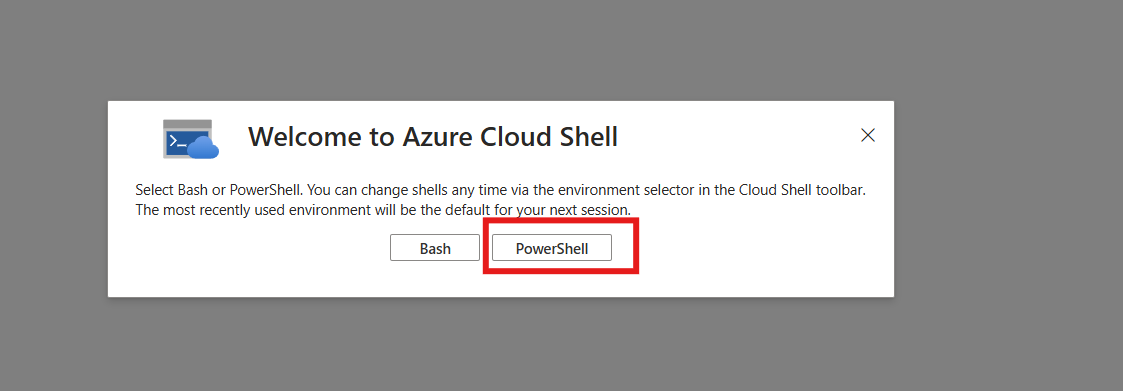 Welcome to Azure Cloud Shell
Select Bash or PowerShell. You can change shells any time via the environment selector in the Cloud Shell toolbar.
The most recently used environment will be the default for your next session.
Bash
PowerShell